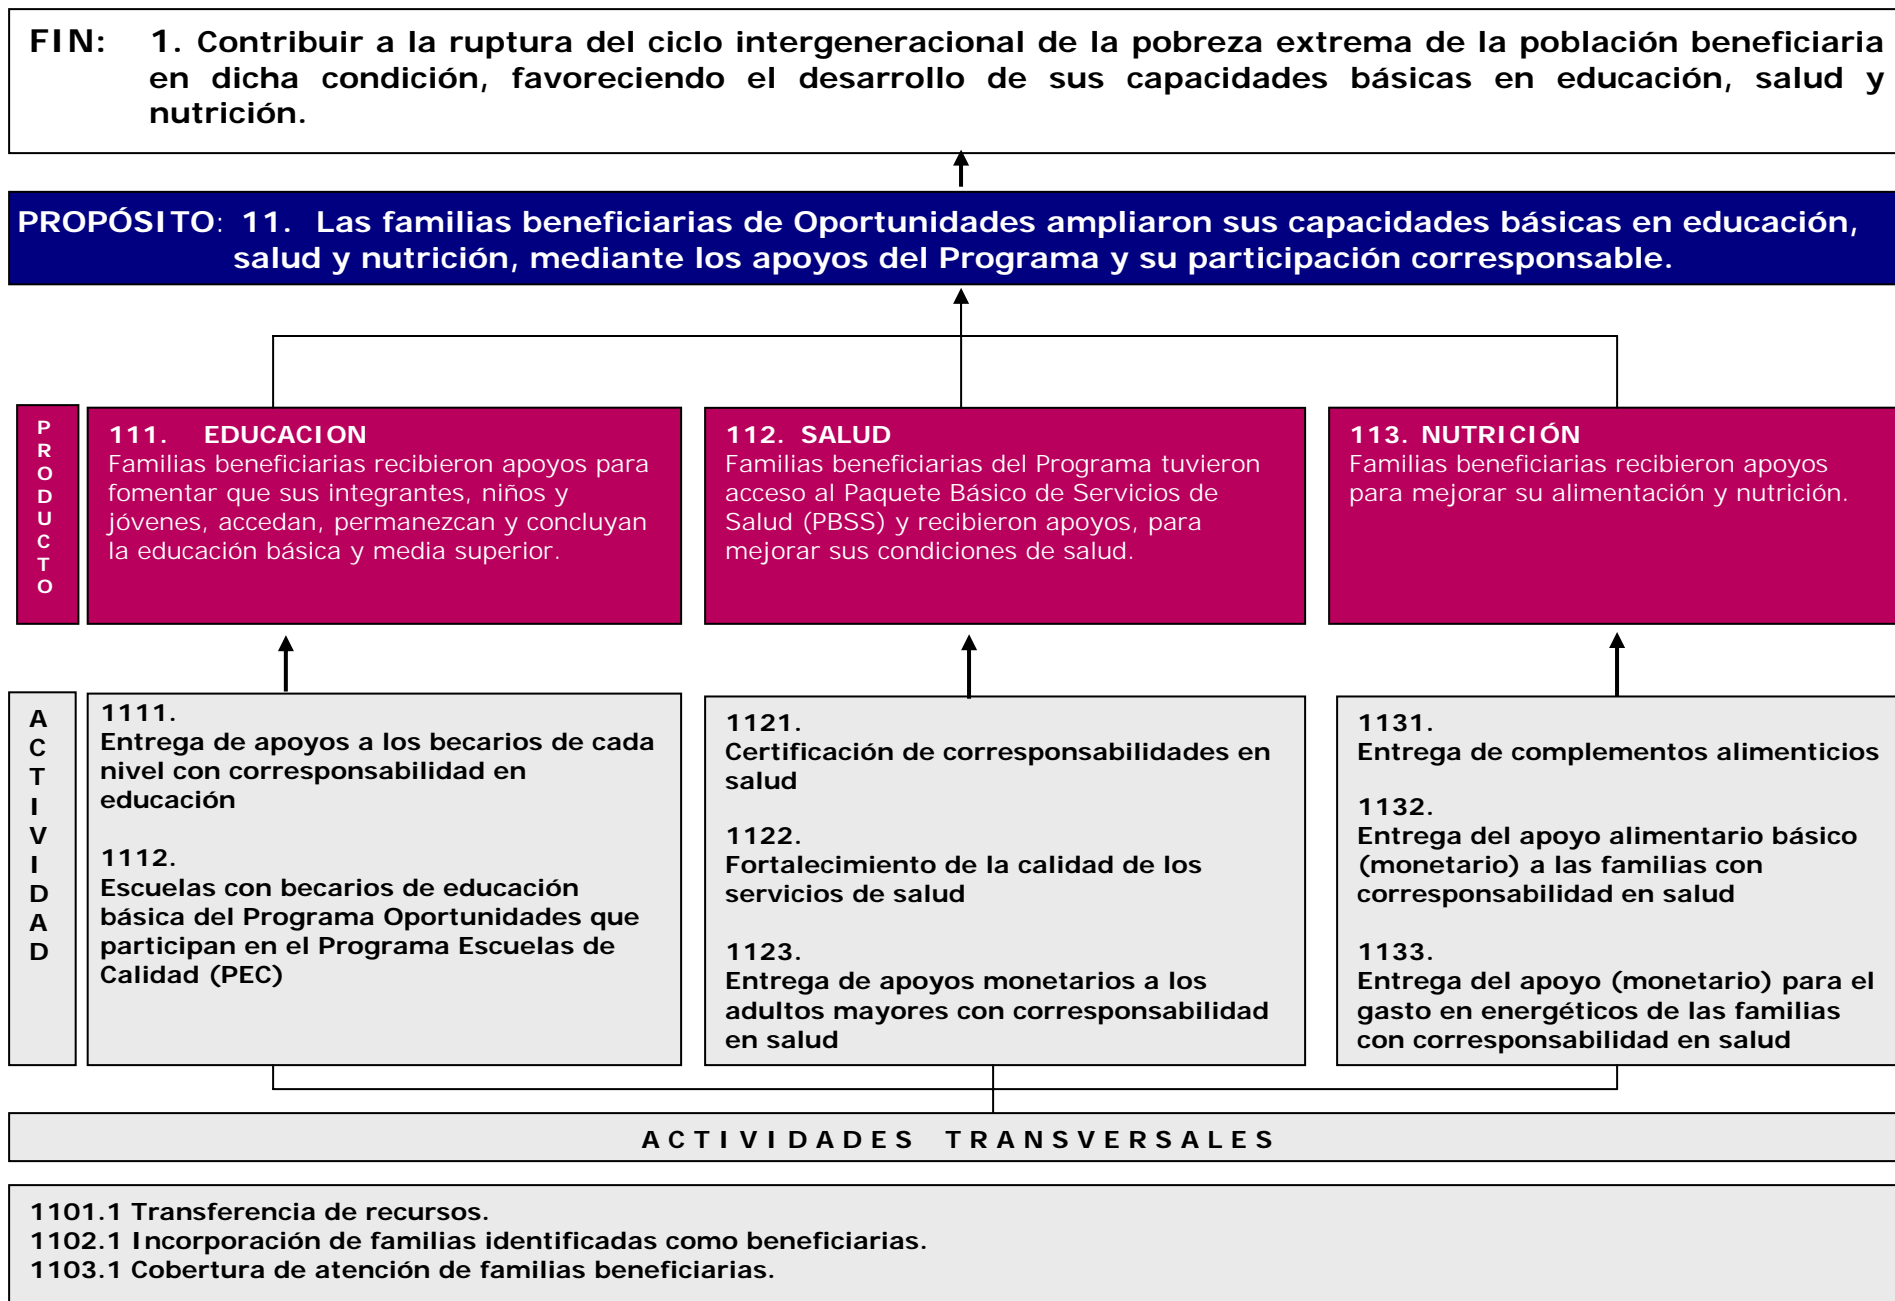 FIN: 1. Contribuir a la ruptura del ciclo intergeneracional de la pobreza extrema de la población beneficiaria
en dicha condición, favoreciendo el desarrollo de sus capacidades básicas en educación, salud y
nutrición.
PROPÓSITO: 11. Las familias beneficiarias de Oportunidades ampliaron sus capacidades básicas en educación,
salud y nutrición, mediante los apoyos del Programa y su participación corresponsable.
PRODUCTO
111. EDUCACION
Familias beneficiarias recibieron apoyos para
fomentar que sus integrantes, niños y
jóvenes, accedan, permanezcan y concluyan
la educación básica y media superior.
112. SALUD
Familias beneficiarias del Programa tuvieron
acceso al Paquete Básico de Servicios de
Salud (PBSS) y recibieron apoyos, para
mejorar sus condiciones de salud.
113. NUTRICIÓN
Familias beneficiarias recibieron apoyos
para mejorar su alimentación y nutrición.
ACTIVIDAD
1111.
Entrega de apoyos a los becarios de cada
nivel con corresponsabilidad en
educación
1112.
Escuelas con becarios de educación
básica del Programa Oportunidades que
participan en el Programa Escuelas de
Calidad (PEC)
1121.
Certificación de corresponsabilidades en
salud
1122.
Fortalecimiento de la calidad de los
servicios de salud
1123.
Entrega de apoyos monetarios a los
adultos mayores con corresponsabilidad
en salud
1131.
Entrega de complementos alimenticios
1132.
Entrega del apoyo alimentario básico
(monetario) a las familias con
corresponsabilidad en salud
1133.
Entrega del apoyo (monetario) para el
gasto en energéticos de las familias
con corresponsabilidad en salud
ACTIVIDADES TRANSVERSALES
1101.1 Transferencia de recursos.
1102.1 Incorporación de familias identificadas como beneficiarias.
1103.1 Cobertura de atención de familias beneficiarias.